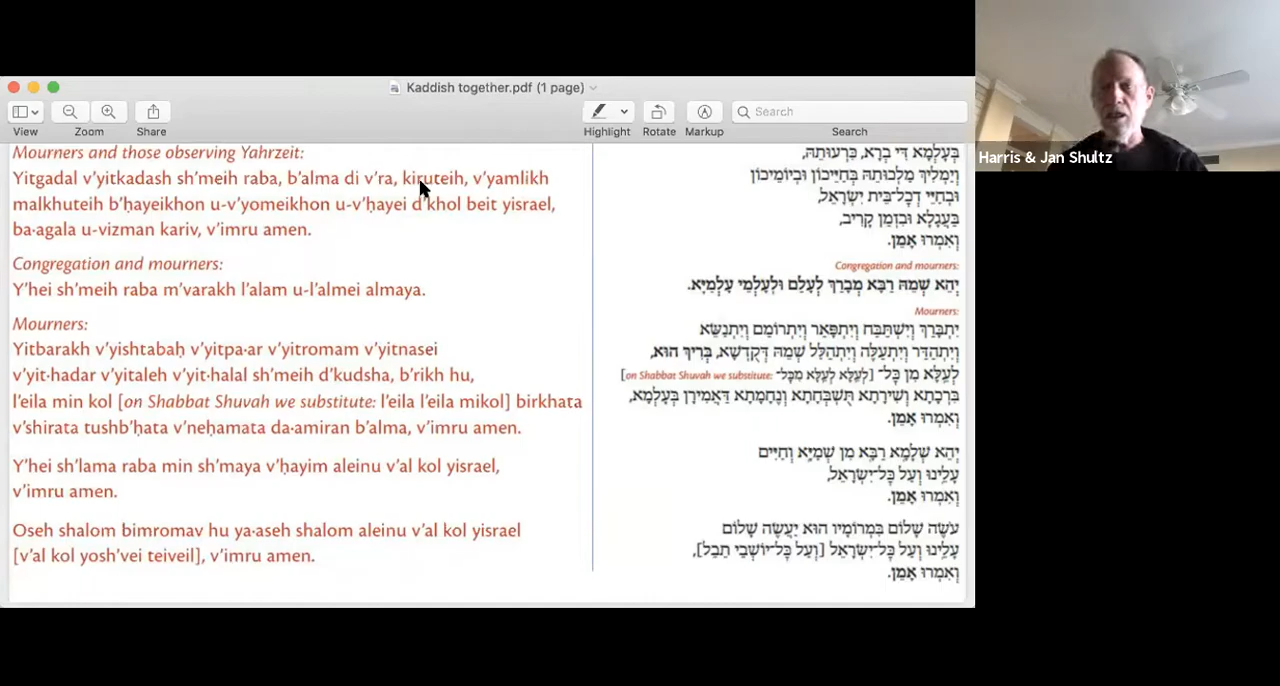 Kaddish together.pdf (1 page)
View
Zoom
Share
Highlight
Rotate
Markup
Search
Search
Harris & Jan Shultz
Mourners and those observing Yahrzeit:
Yitgadal v’yitkadash sh’meih raba, b’alma di v’ra, kiruteih, v’yamlikh
malkhuteih b’ḥayeikhon u-v’yomeikhon u-v’ḥayei d’khol beit yisrael,
ba·agala u-vizman kariv, v’imru amen.
Congregation and mourners:
Y’hei sh’meih raba m’varakh l’alam u-l’almei almaya.
Mourners:
Yitbarakh v’yishtabaḥ v’yitpa·ar v’yitromam v’yitnasei
v’yit·hadar v’yitaleh v’yit·halal sh’meih d’kudsha, b’rikh hu,
l’eila min kol [on Shabbat Shuvah we substitute: l’eila l’eila mikol] birkhata
v’shirata tushb’ḥata v’neḥamata da·amiran b’alma, v’imru amen.
Y’hei sh’lama raba min sh’maya v’ḥayim aleinu v’al kol yisrael,
v’imru amen.
Oseh shalom bimromav hu ya·aseh shalom aleinu v’al kol yisrael
[v’al kol yosh’vei teiveil], v’imru amen.
בְּעָלְמָא דִּי בְרָא, כִּרְעוּתֵהּ,
וְיַמְלִיךְ מַלְכוּתֵהּ בְּחַיֵּיכוֹן וּבְיוֹמֵיכוֹן
וּבְחַיֵּי דְכָל־בֵּית יִשְׂרָאֵל,
בַּעֲגָלָא וּבִזְמַן קָרִיב,
וְאִמְרוּ אָמֵן.
Congregation and mourners:
יְהֵא שְׁמֵהּ רַבָּא מְבָרַךְ לְעָלַם וּלְעָלְמֵי עָלְמַיָּא.
Mourners:
יִתְבָּרַךְ וְיִשְׁתַּבַּח וְיִתְפָּאַר וְיִתְרוֹמַם וְיִתְנַשֵּׂא
וְיִתְהַדַּר וְיִתְעַלֶּה וְיִתְהַלַּל שְׁמֵהּ דְּקֻדְשָׁא, בְּרִיךְ הוּא,
לְעֵלָּא מִן כׇּל־ [לְעֵלָּא לְעֵלָּא מִכׇּל־ on Shabbat Shuvah we substitute:]
בִּרְכָתָא וְשִׁירָתָא תֻּשְׁבְּחָתָא וְנֶחָמָתָא דַּאֲמִירָן בְּעָלְמָא,
וְאִמְרוּ אָמֵן.
יְהֵא שְׁלָמָא רַבָּא מִן שְׁמַיָּא וְחַיִּים
עָלֵינוּ וְעַל כׇּל־יִשְׂרָאֵל,
וְאִמְרוּ אָמֵן.
עֹשֶׂה שָׁלוֹם בִּמְרוֹמָיו הוּא יַעֲשֶׂה שָׁלוֹם
עָלֵינוּ וְעַל כׇּל־יִשְׂרָאֵל [וְעַל כׇּל־יוֹשְׁבֵי תֵבֵל],
וְאִמְרוּ אָמֵן.